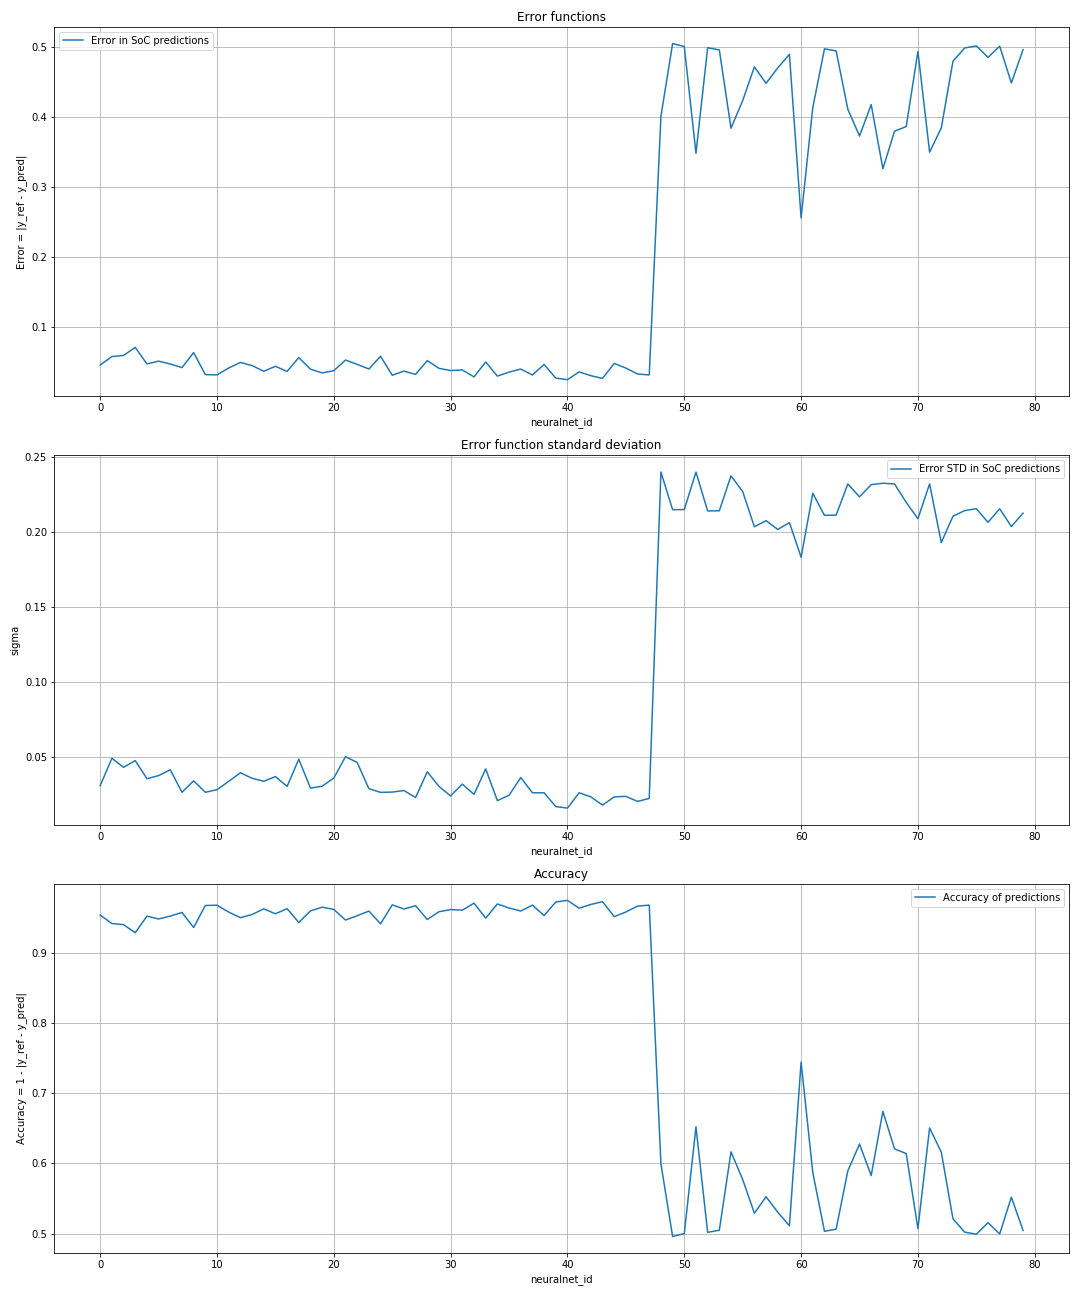 Error functions
Error in SoC predictions
0.5
0.4
0.3
0.2
0.1
Error = |y_ref - y_pred|
0 10 20 30 40 50 60 70 80
neuralnet_id
Error function standard deviation
Error STD in SoC predictions
0.25
0.20
0.15
0.10
0.05
sigma
0 10 20 30 40 50 60 70 80
neuralnet_id
Accuracy
Accuracy of predictions
0.9
0.8
0.7
0.6
0.5
Accuracy = 1 - |y_ref - y_pred|
0 10 20 30 40 50 60 70 80
neuralnet_id